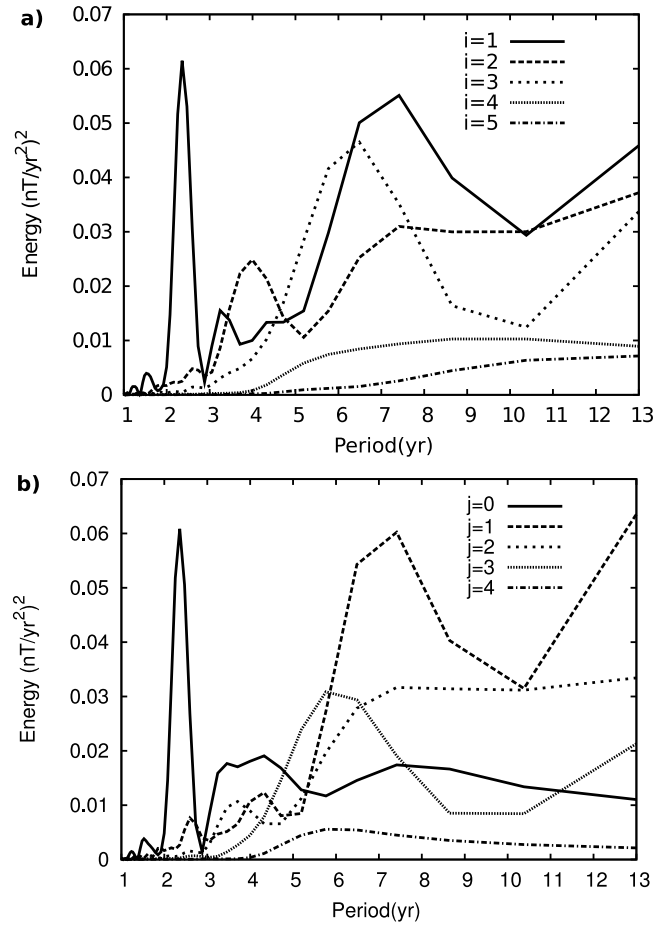 a)
0.07
0.06
0.05
0.04
0.03
0.02
0.01
0
Energy (nT/yr²)²
i=1
i=2
i=3
i=4
i=5
1 2 3 4 5 6 7 8 9 10 11 12 13
Period(yr)
b)
0.07
0.06
0.05
0.04
0.03
0.02
0.01
0
Energy (nT/yr²)²
j=0
j=1
j=2
j=3
j=4
1 2 3 4 5 6 7 8 9 10 11 12 13
Period(yr)